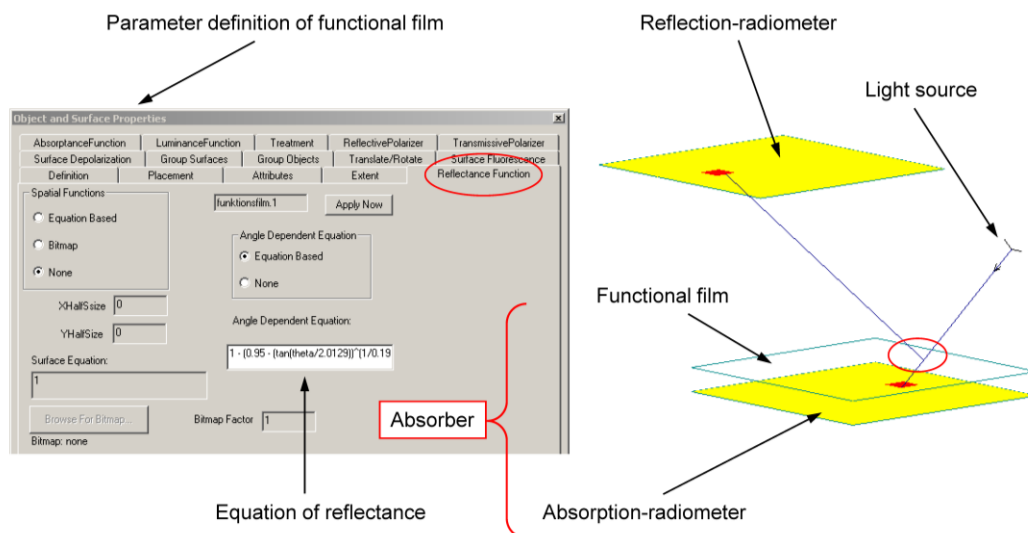 Parameter definition of functional film
Reflection-radiometer
Light source
Object and Surface Properties
AbsorptanceFunction LuminanceFunction Treatment ReflectivePolarizer TransmissivePolarizer
Surface Depolarization Group Surfaces Group Objects Translate/Rotate Surface Fluorescence
Definition Placement Attributes Extent Reflectance Function
Spatial Functions
Equation Based
Bitmap
None
funktionsfilm.1 Apply Now
Angle Dependent Equation
Equation Based
None
XHalfSsize 0
YHallSize 0
Angle Dependent Equation:
1 - (0.95 - (tan(theta/2.0129))^(1/0.19
Surface Equation:
1
Browse For Bitmap...
Bitmap Factor 1
Bitmap: none
Functional film
Absorber
Equation of reflectance
Absorption-radiometer